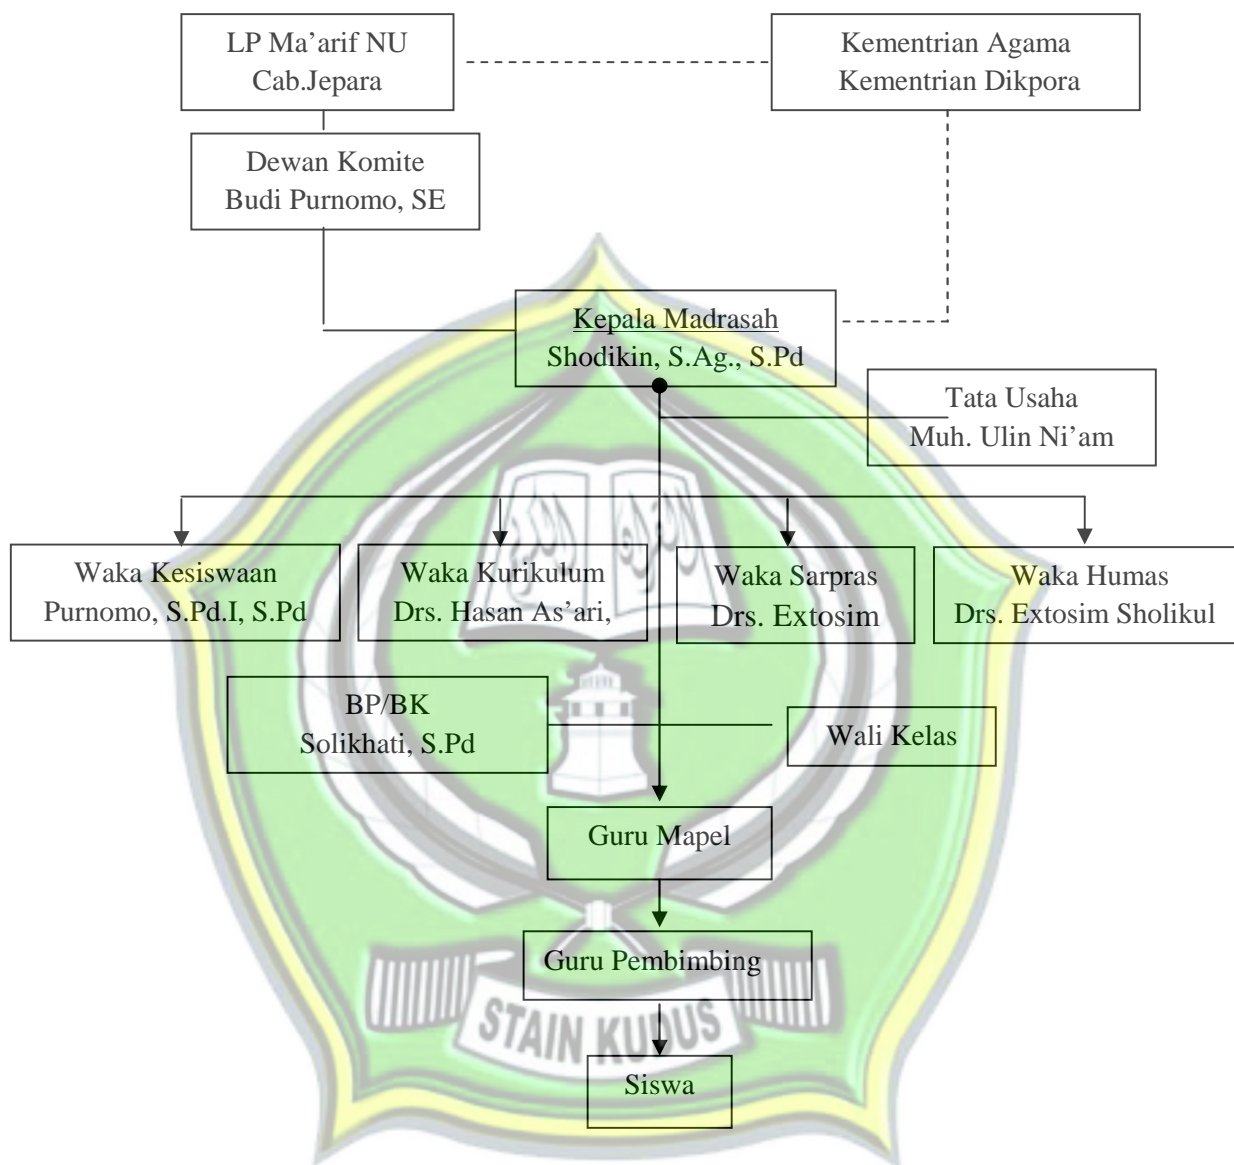 LP Ma’arif NU
Cab.Jepara
Kementrian Agama
Kementrian Dikpora
Dewan Komite
Budi Purnomo, SE
Kepala Madrasah
Shodikin, S.Ag., S.Pd
Tata Usaha
Muh. Ulin Ni’am
Waka Kesiswaan
Purnomo, S.Pd.I, S.Pd
Waka Kurikulum
Drs. Hasan As’ari,
Waka Sarpras
Drs. Extosim
Waka Humas
Drs. Extosim Sholikul
BP/BK
Solikhati, S.Pd
Wali Kelas
Guru Mapel
Guru Pembimbing
STAIN KUDUS
Siswa